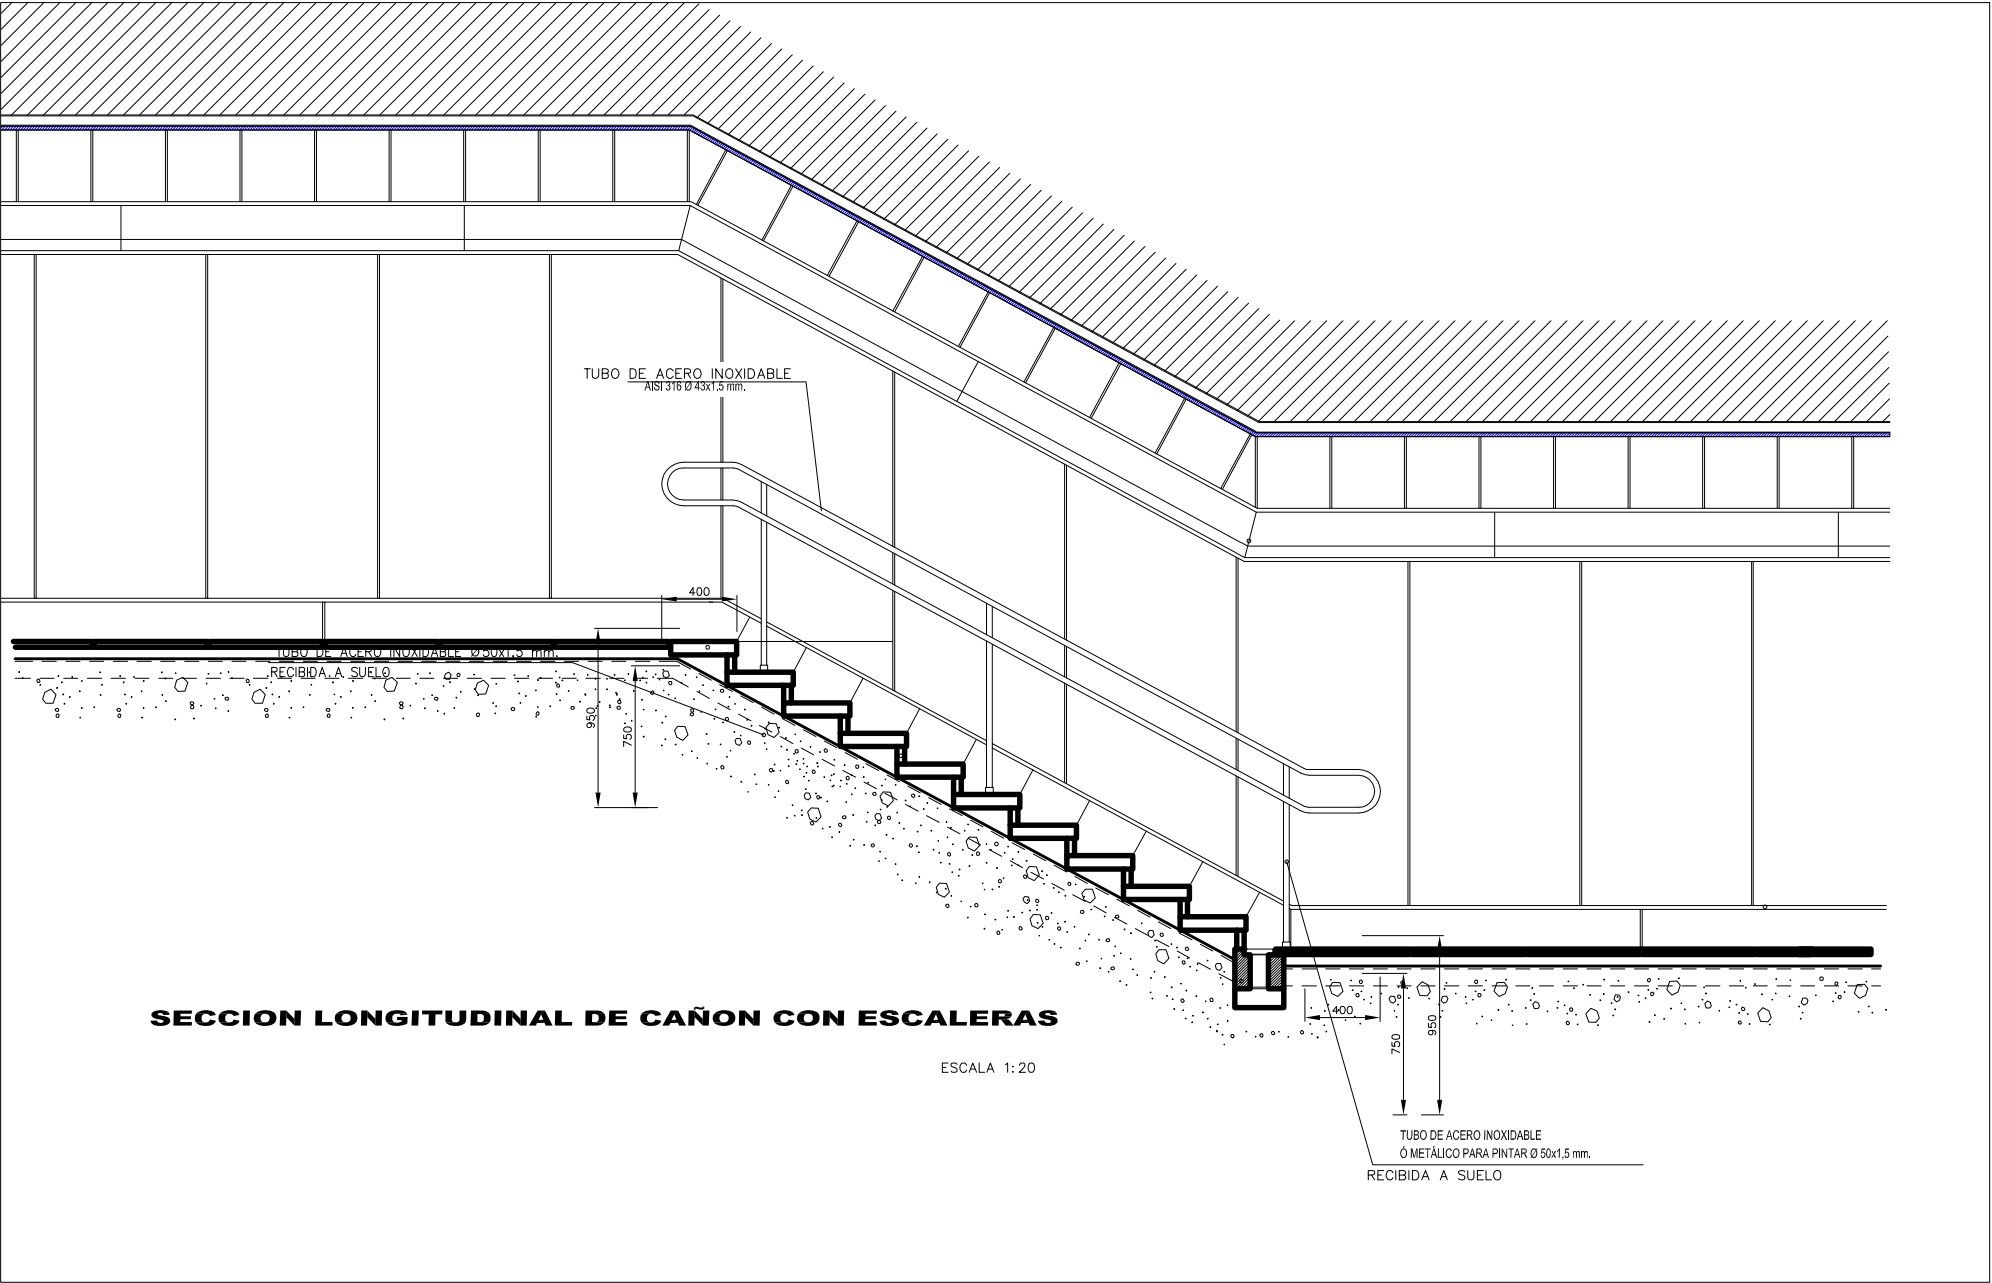 TUBO DE ACERO INOXIDABLE
AISI 316 Ø 43x1,5 mm.
400
TUBO DE ACERO INOXIDABLE Ø50x1.5 mm.
RECIBIDA A SUELO
950
750
SECCION LONGITUDINAL DE CAÑON CON ESCALERAS
ESCALA 1:20
400
750
950
TUBO DE ACERO INOXIDABLE
Ó METÁLICO PARA PINTAR Ø 50x1,5 mm.
RECIBIDA A SUELO